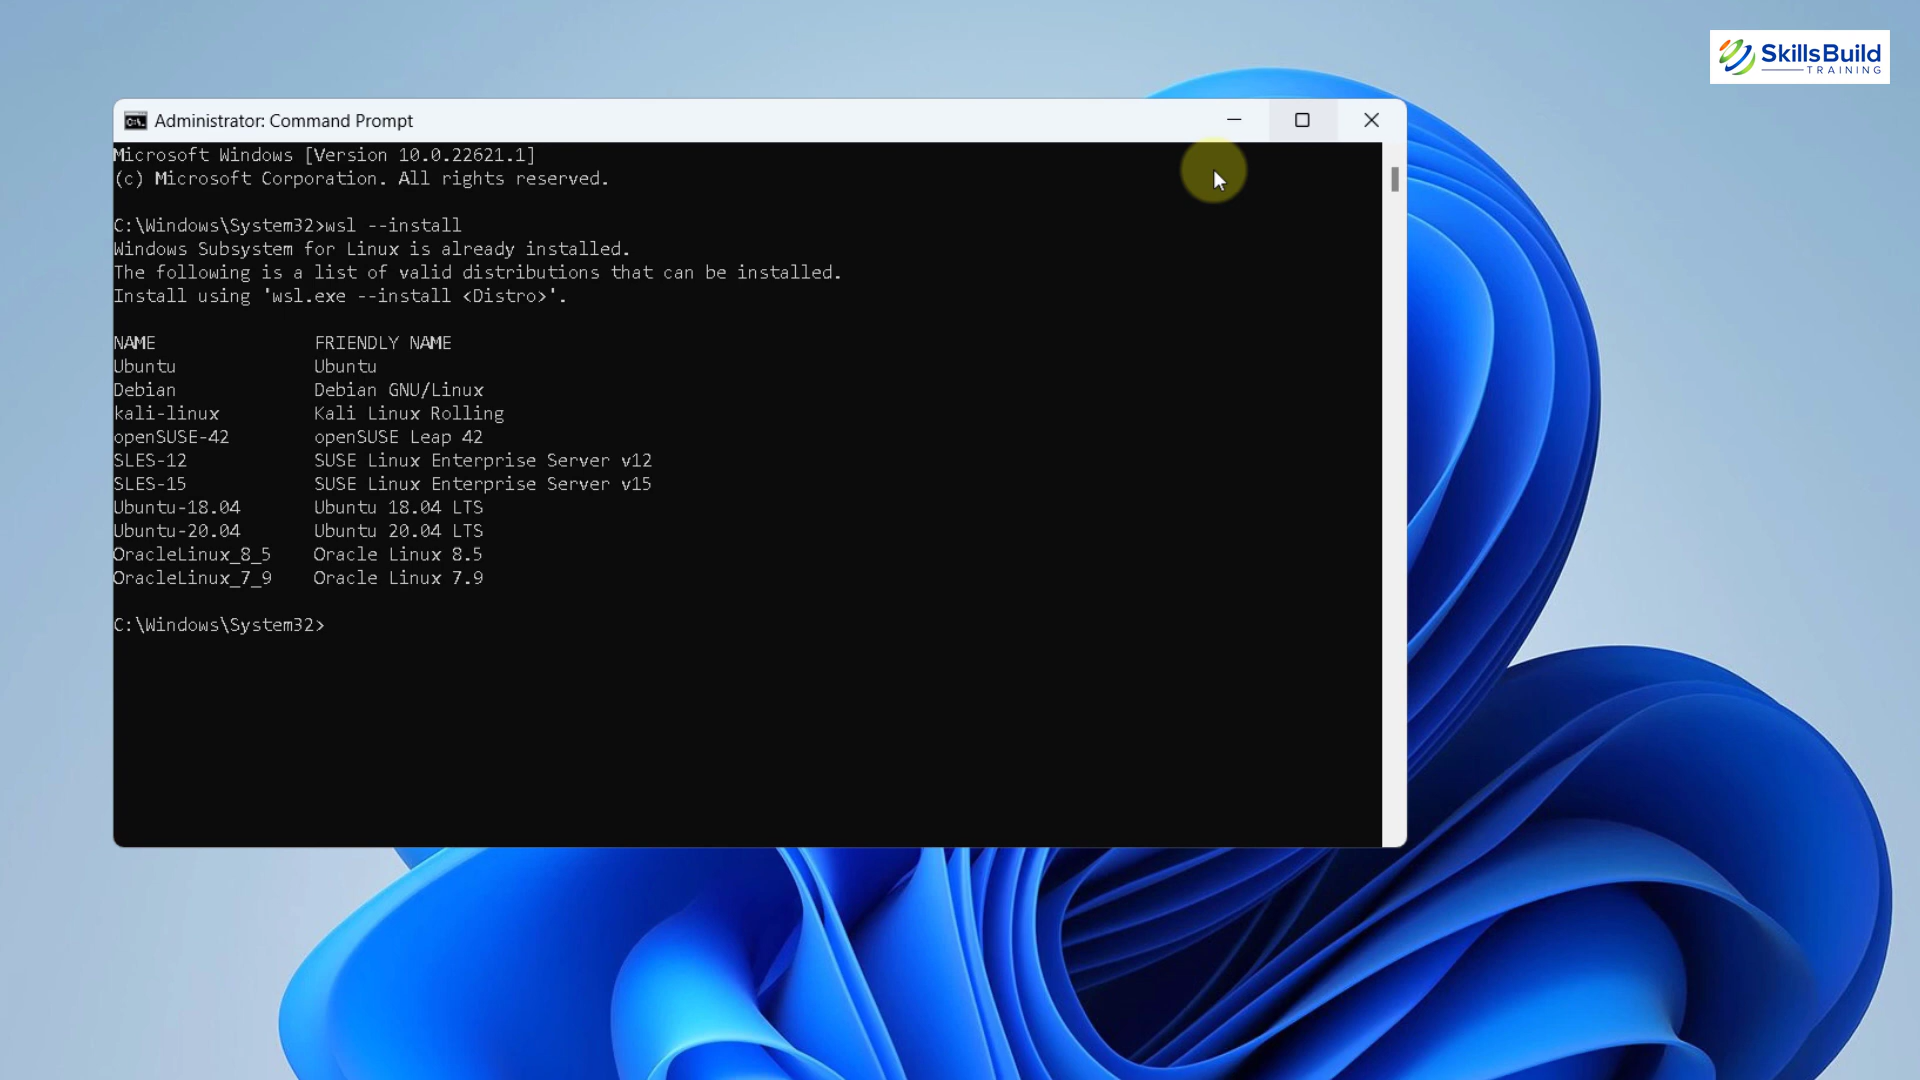 SkillsBuild
TRAINING
Administrator: Command Prompt
Microsoft Windows [Version 10.0.22621.1]
(c) Microsoft Corporation. All rights reserved.
C:\Windows\System32>wsl --install
Windows Subsystem for Linux is already installed.
The following is a list of valid distributions that can be installed.
Install using 'wsl.exe --install <Distro>'.
NAME FRIENDLY NAME
Ubuntu Ubuntu
Debian Debian GNU/Linux
kali-linux Kali Linux Rolling
openSUSE-42 openSUSE Leap 42
SLES-12 SUSE Linux Enterprise Server v12
SLES-15 SUSE Linux Enterprise Server v15
Ubuntu-18.04 Ubuntu 18.04 LTS
Ubuntu-20.04 Ubuntu 20.04 LTS
OracleLinux_8_5 Oracle Linux 8.5
OracleLinux_7_9 Oracle Linux 7.9
C:\Windows\System32>